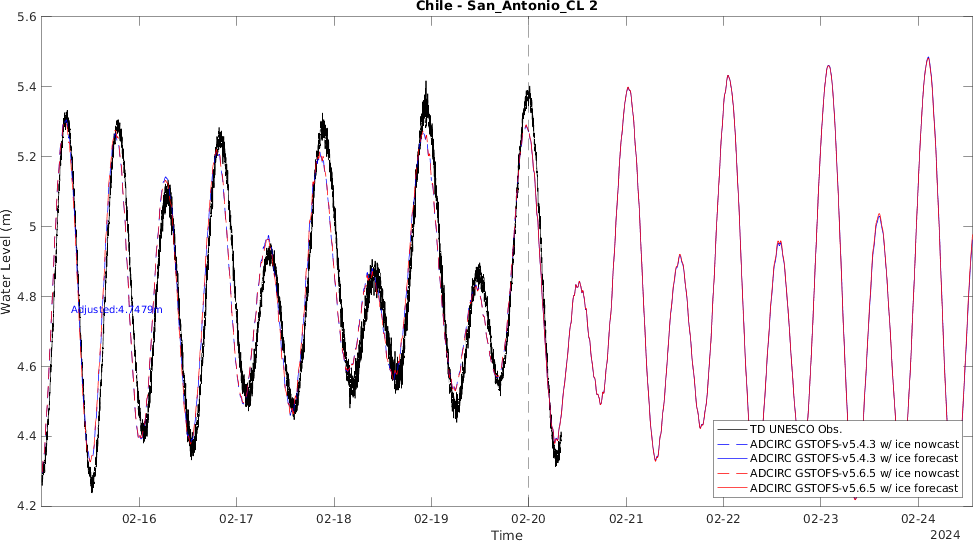 Chile - San_Antonio_CL 2
5.6
5.4
5.2
5
4.8
4.6
4.4
4.2
Water Level (m)
Adjusted:4.7479m
TD UNESCO Obs.
ADCIRC GSTOFS-v5.4.3 w/ ice nowcast
ADCIRC GSTOFS-v5.4.3 w/ ice forecast
ADCIRC GSTOFS-v5.6.5 w/ ice nowcast
ADCIRC GSTOFS-v5.6.5 w/ ice forecast
02-16 02-17 02-18 02-19 02-20 02-21 02-22 02-23 02-24
Time
2024